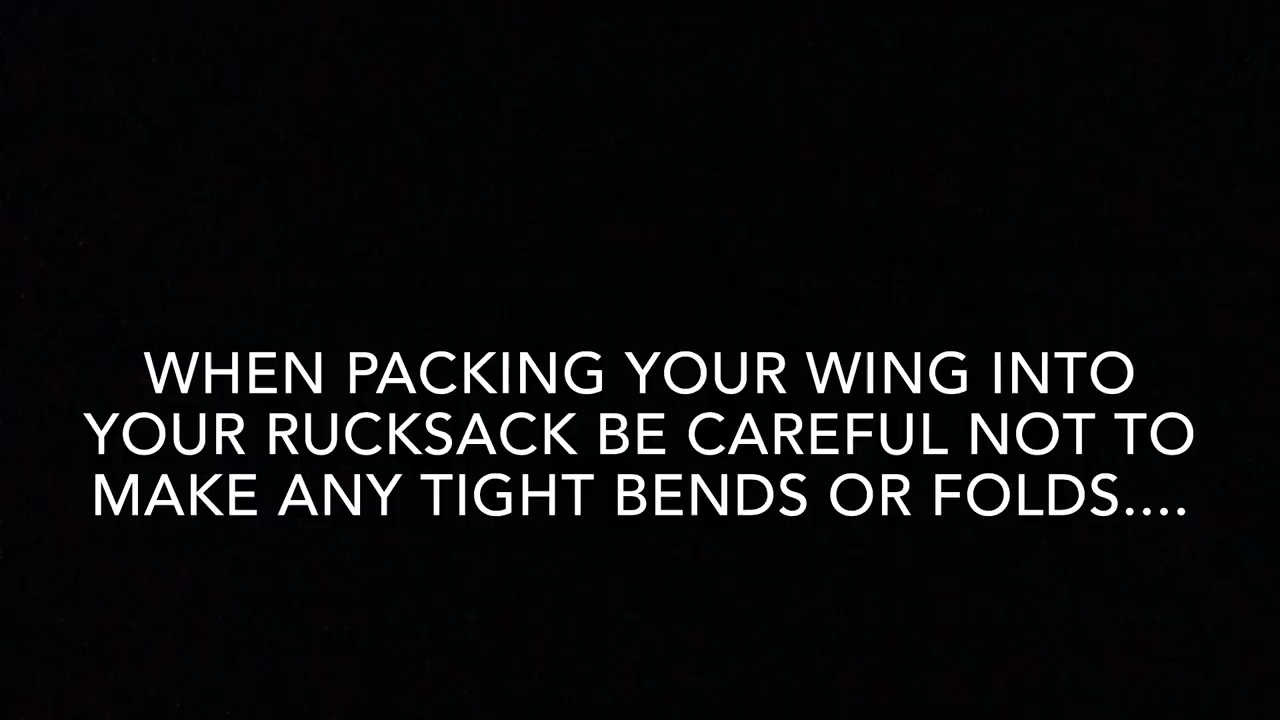 WHEN PACKING YOUR WING INTO
YOUR RUCKSACK BE CAREFUL NOT TO
MAKE ANY TIGHT BENDS OR FOLDS....